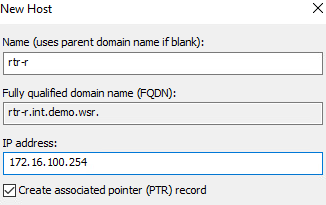 New Host
Name (uses parent domain name if blank):
rtr-r
Fully qualified domain name (FQDN):
rtr-r.int.demo.wsr.
IP address:
172.16.100.254
Create associated pointer (PTR) record